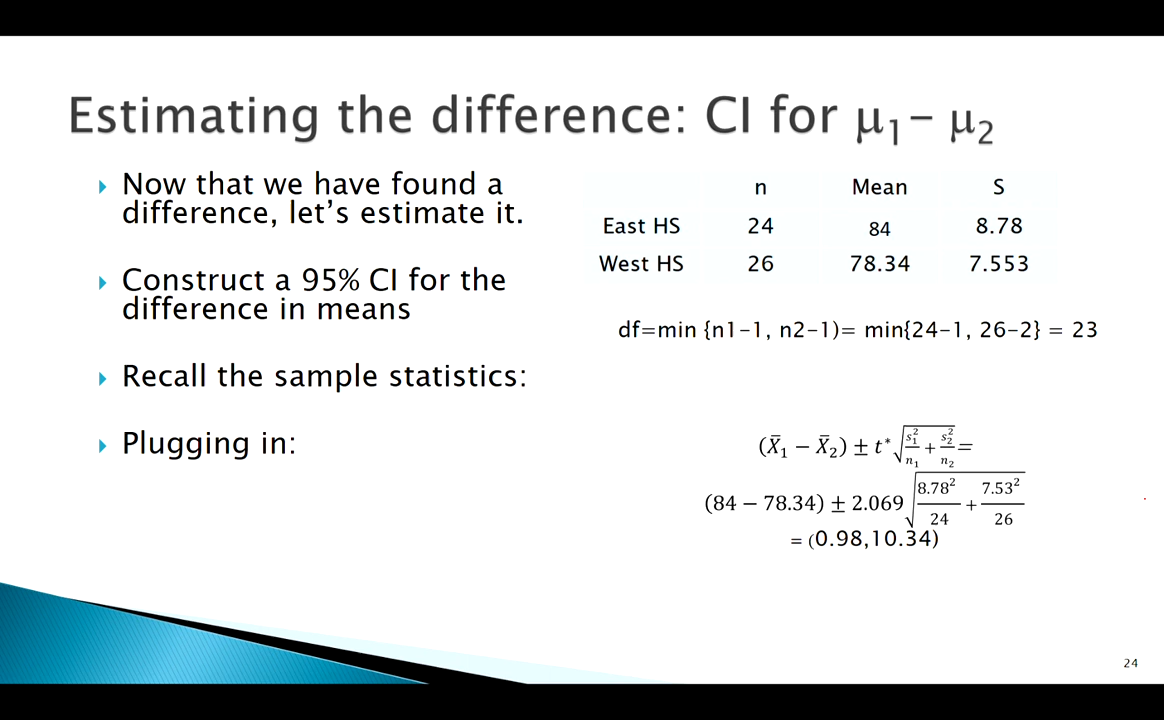 Estimating the difference: CI for μ₁– μ₂
Now that we have found a
difference, let's estimate it.
Construct a 95% CI for the
difference in means
Recall the sample statistics:
Plugging in:
n Mean S
East HS 24 84 8.78
West HS 26 78.34 7.553
df=min {n1-1, n2-1)= min{24-1, 26-2} = 23
(X̄₁ − X̄₂) ± t* √(s₁²/n₁ + s₂²/n₂) =
(84 − 78.34) ± 2.069 √(8.78²/24 + 7.53²/26)
= (0.98,10.34)
24